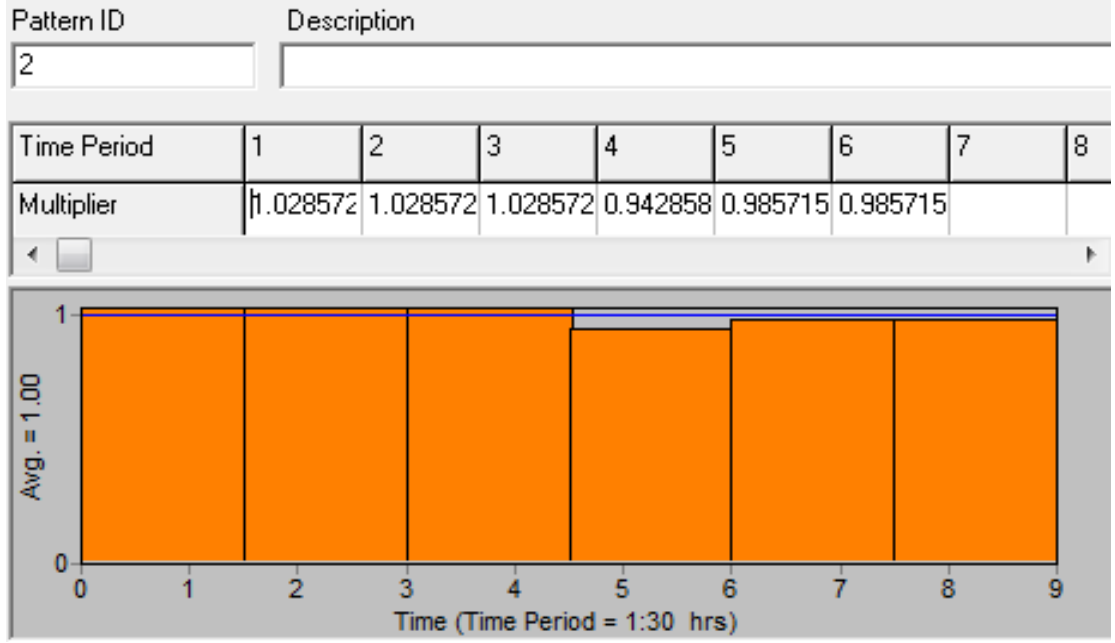 Pattern ID Description
2
Time Period 1 2 3 4 5 6 7 8
Multiplier 1.028572 1.028572 1.028572 0.942858 0.985715 0.985715
1
Avg. = 1.00
0
0 1 2 3 4 5 6 7 8 9
Time (Time Period = 1:30 hrs)